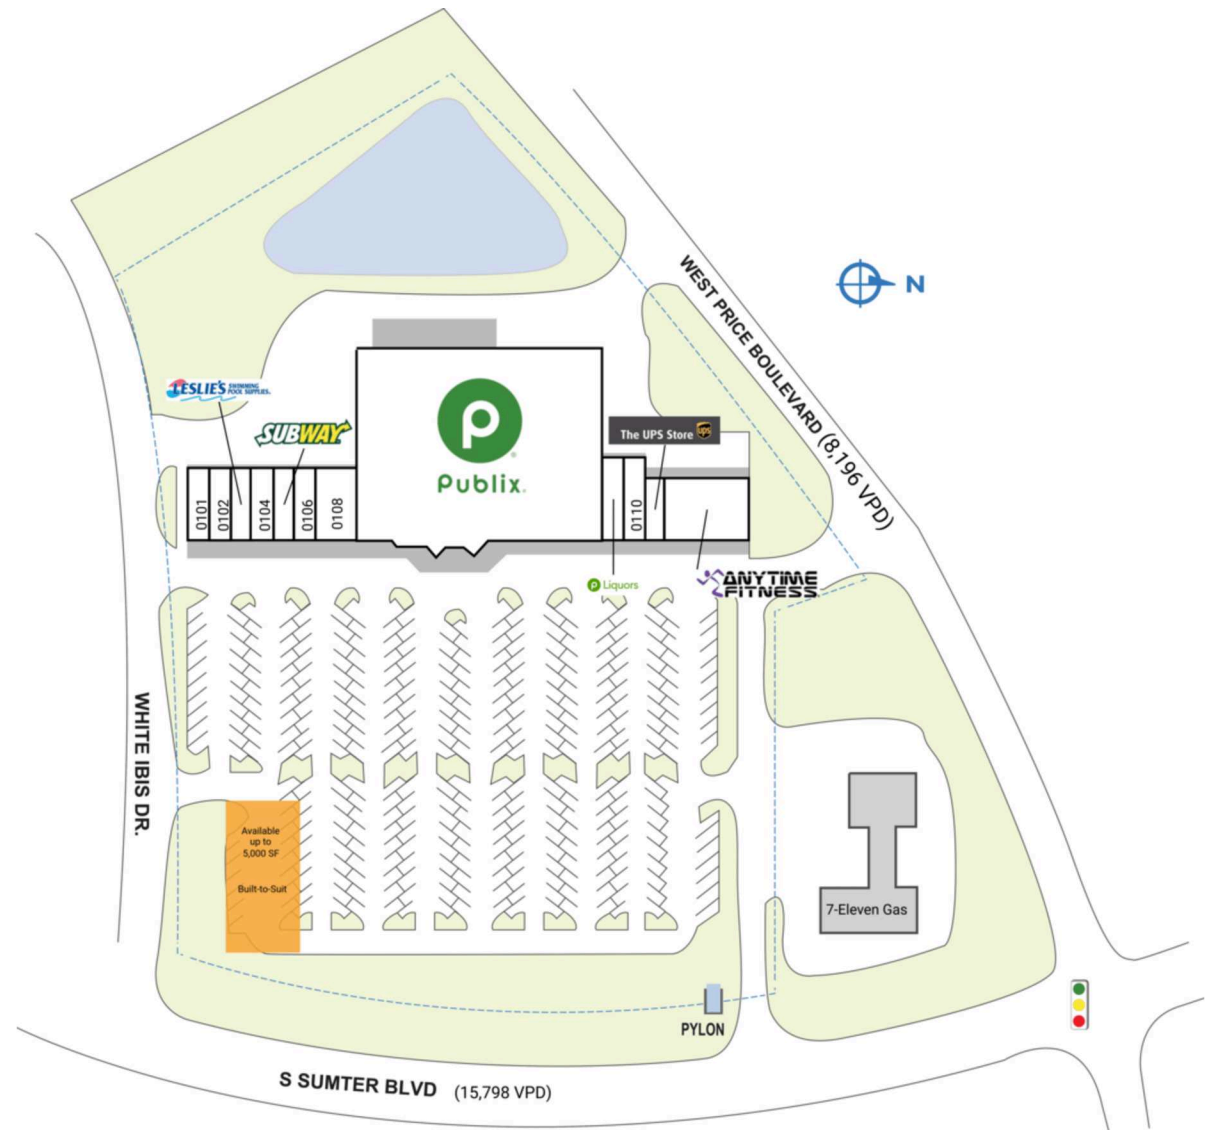 N
WEST PRICE BOULEVARD (8,196 VPD)
LESLIE'S SWIMMING
POOL SUPPLIES.
SUBWAY
Publix.
The UPS Store ups
0101
0102
0104
0106
0108
0110
P Liquors
ANYTIME
FITNESS
WHITE IBIS DR.
Available
up to
5,000 SF
Built-to-Suit
7-Eleven Gas
PYLON
S SUMTER BLVD (15,798 VPD)